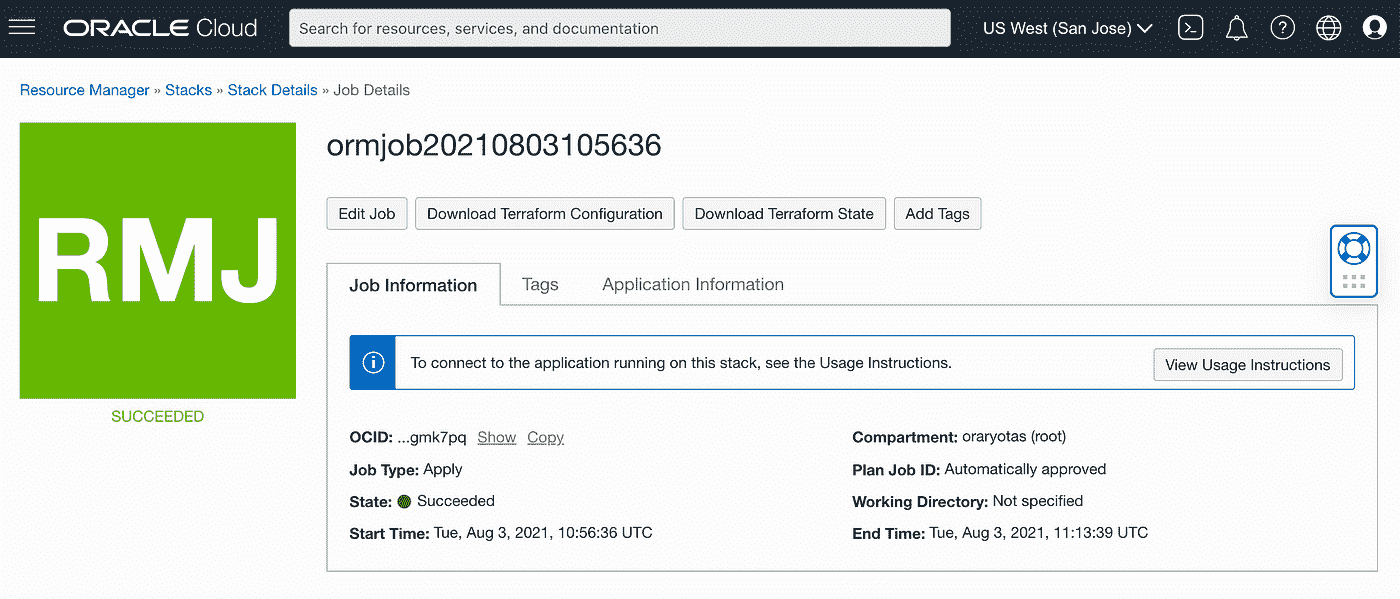 ORACLE Cloud
Search for resources, services, and documentation
US West (San Jose)
Resource Manager » Stacks » Stack Details » Job Details
RMJ
SUCCEEDED
ormjob20210803105636
Edit Job
Download Terraform Configuration
Download Terraform State
Add Tags
Job Information
Tags
Application Information
To connect to the application running on this stack, see the Usage Instructions.
View Usage Instructions
OCID: ...gmk7pq Show Copy
Job Type: Apply
State: Succeeded
Start Time: Tue, Aug 3, 2021, 10:56:36 UTC
Compartment: oraryotas (root)
Plan Job ID: Automatically approved
Working Directory: Not specified
End Time: Tue, Aug 3, 2021, 11:13:39 UTC